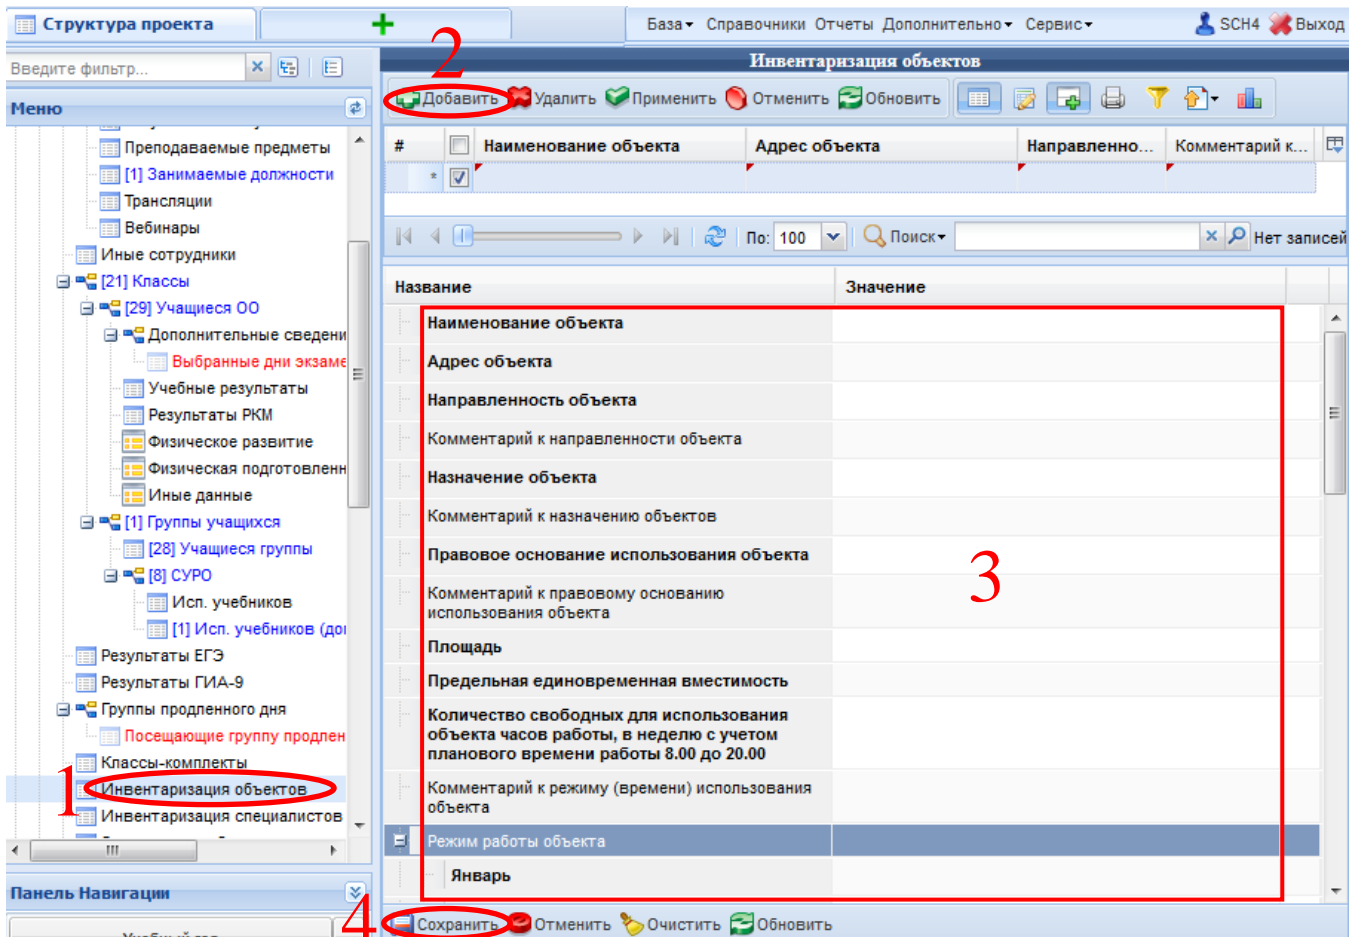 Структура проекта
База Справочники Отчеты Дополнительно Сервис SCH4 Выход
Введите фильтр...
2
Инвентаризация объектов
Меню
Добавить Удалить Применить Отменить Обновить
Преподаваемые предметы
[1] Занимаемые должности
Трансляции
Вебинары
Иные сотрудники
[21] Классы
[29] Учащиеся ОО
Дополнительные сведени
Выбранные дни экзаме
Учебные результаты
Результаты РКМ
Физическое развитие
Физическая подготовленн
Иные данные
[1] Группы учащихся
[28] Учащиеся группы
[8] СУРО
Исп. учебников
[1] Исп. учебников (до
Результаты ЕГЭ
Результаты ГИА-9
Группы продленного дня
Посещающие группу продлен
Классы-комплекты
1
Инвентаризация объектов
Инвентаризация специалистов
Панель Навигации
# Наименование объекта Адрес объекта Направленно... Комментарий к...
*
По: 100 Поиск Нет записей
Название Значение
Наименование объекта
Адрес объекта
Направленность объекта
Комментарий к направленности объекта
Назначение объекта
Комментарий к назначению объектов
Правовое основание использования объекта
3
Комментарий к правовому основанию
использования объекта
Площадь
Предельная единовременная вместимость
Количество свободных для использования
объекта часов работы, в неделю с учетом
планового времени работы 8.00 до 20.00
Комментарий к режиму (времени) использования
объекта
Режим работы объекта
Январь
4
Сохранить Отменить Очистить Обновить